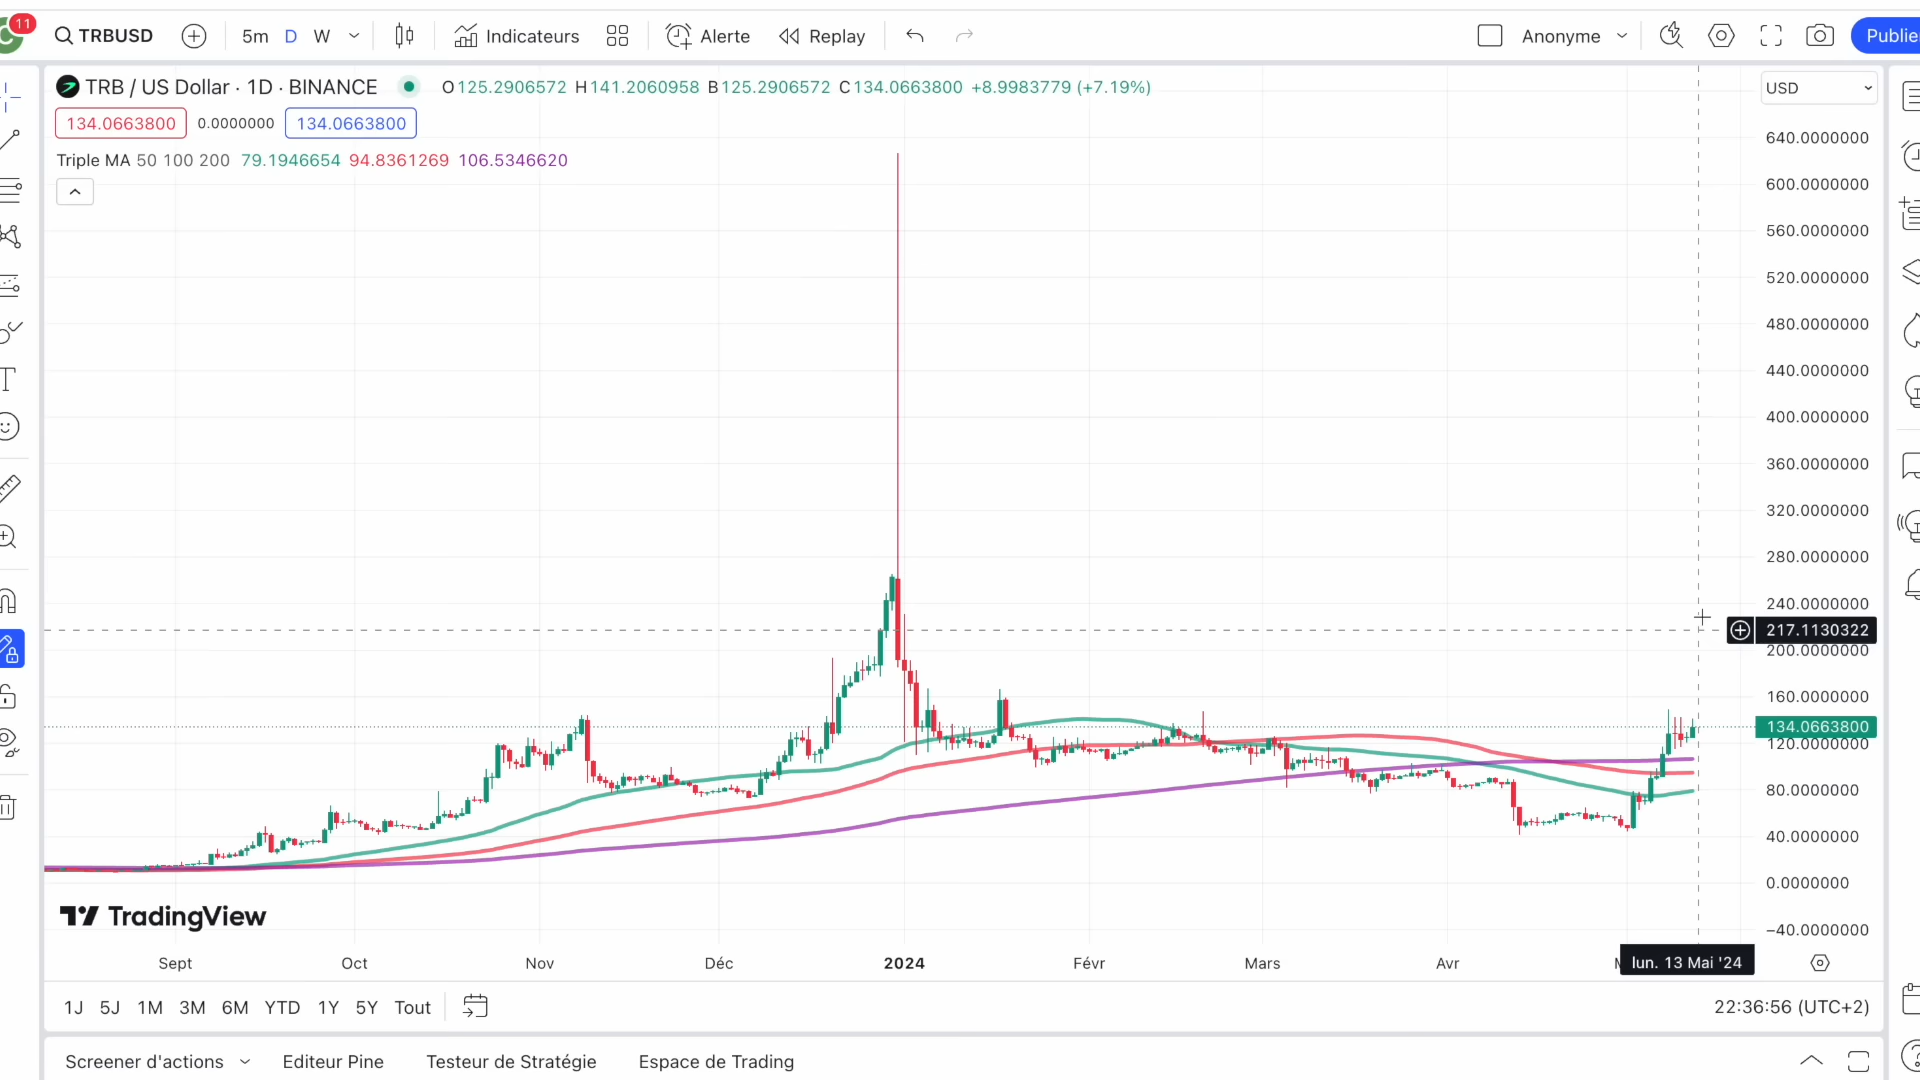 11
TRBUSD
5m D W
Indicateurs
Alerte
Replay
Anonyme
TRB / US Dollar · 1D · BINANCE
O125.2906572 H141.2060958 B125.2906572 C134.0663800 +8.9983779 (+7.19%)
USD
134.0663800 0.0000000 134.0663800
Triple MA 50 100 200 79.1946654 94.8361269 106.5346620
640.0000000
600.0000000
560.0000000
520.0000000
480.0000000
440.0000000
400.0000000
360.0000000
320.0000000
280.0000000
240.0000000
217.1130322
200.0000000
160.0000000
134.0663800
120.0000000
80.0000000
40.0000000
0.0000000
−40.0000000
TradingView
Sept Oct Nov Déc 2024 Févr Mars Avr lun. 13 Mai '24
1J 5J 1M 3M 6M YTD 1Y 5Y Tout
22:36:56 (UTC+2)
Screener d'actions Editeur Pine Testeur de Stratégie Espace de Trading